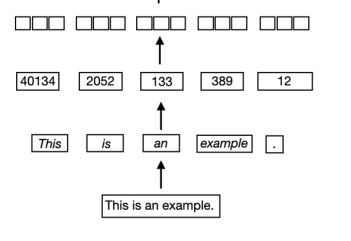 40134 2052 133 389 12
This is an example .
This is an example.